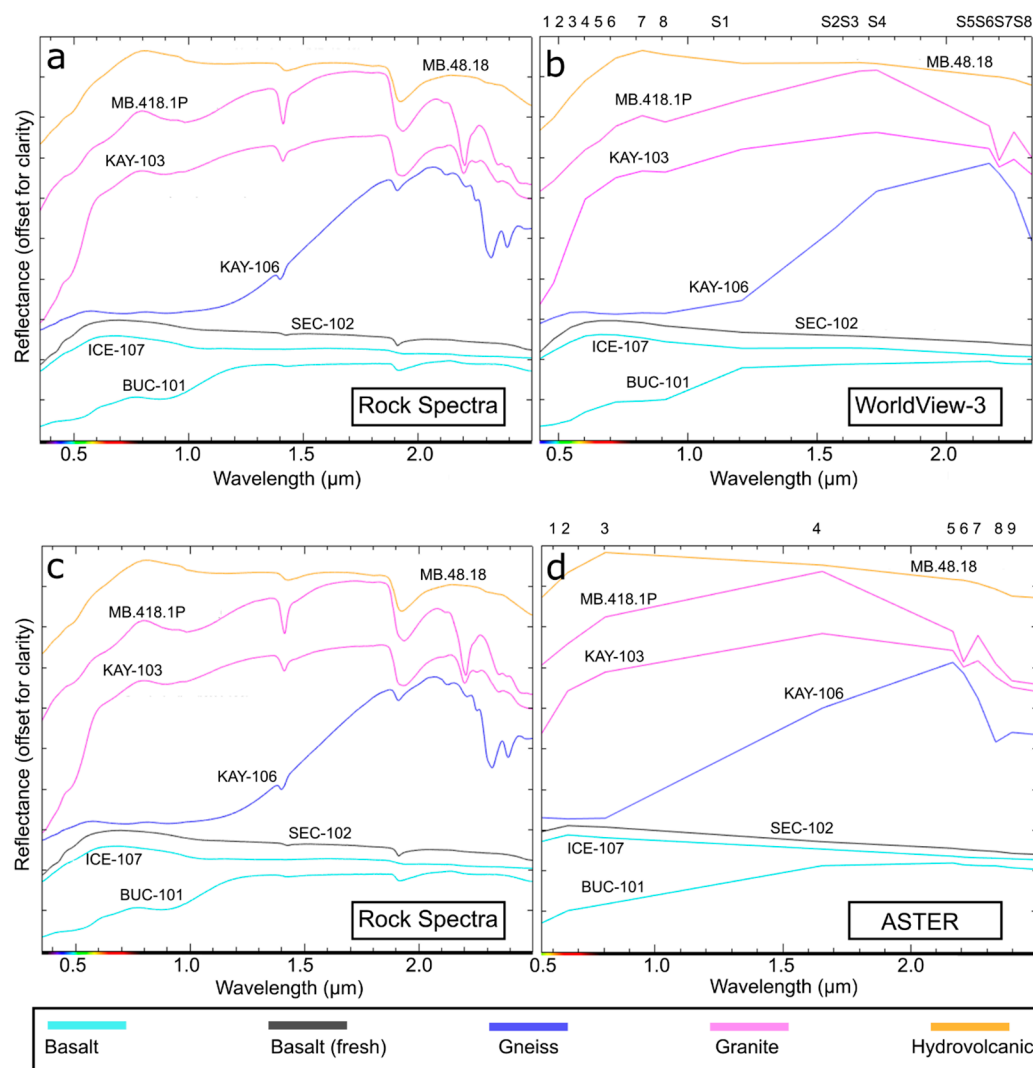 1 2 3 4 5 6 7 8 S1 S2S3 S4 S5S6S7S8
a
MB.48.18
MB.418.1P
KAY-103
KAY-106
SEC-102
ICE-107
BUC-101
Rock Spectra
Reflectance (offset for clarity)
0.5 1.0 1.5 2.0
Wavelength (µm)
b
MB.48.18
MB.418.1P
KAY-103
KAY-106
SEC-102
ICE-107
BUC-101
WorldView-3
0.5 1.0 1.5 2.0
Wavelength (µm)
c
MB.48.18
MB.418.1P
KAY-103
KAY-106
SEC-102
ICE-107
BUC-101
Rock Spectra
Reflectance (offset for clarity)
0.5 1.0 1.5 2.0
Wavelength (µm)
1 2 3 4 5 6 7 8 9
d
MB.48.18
MB.418.1P
KAY-103
KAY-106
SEC-102
ICE-107
BUC-101
ASTER
0.5 1.0 1.5 2.0
Wavelength (µm)
Basalt Basalt (fresh) Gneiss Granite Hydrovolcanic